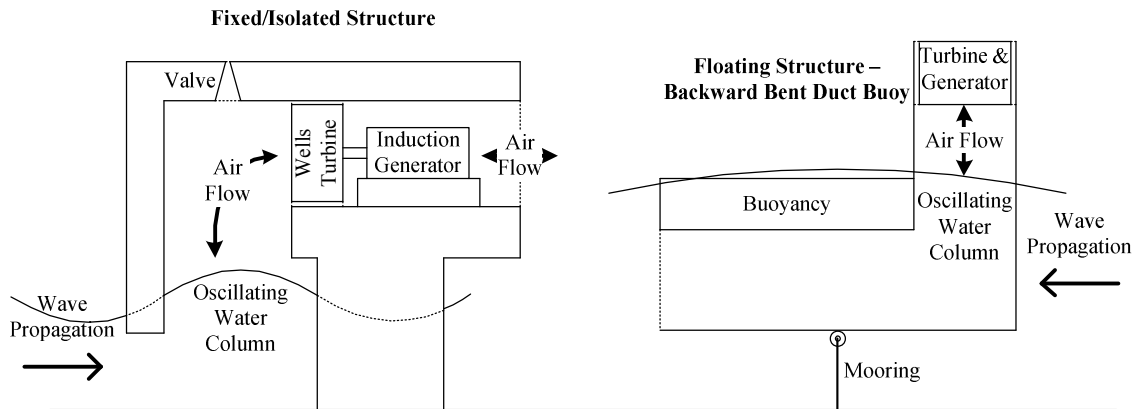 Fixed/Isolated Structure
Valve
Wells
Turbine
Induction
Generator
Air
Flow
Air
Flow
Wave
Propagation
Oscillating
Water
Column
Floating Structure –
Backward Bent Duct Buoy
Turbine &
Generator
Air Flow
Buoyancy
Oscillating
Water
Column
Wave
Propagation
Mooring